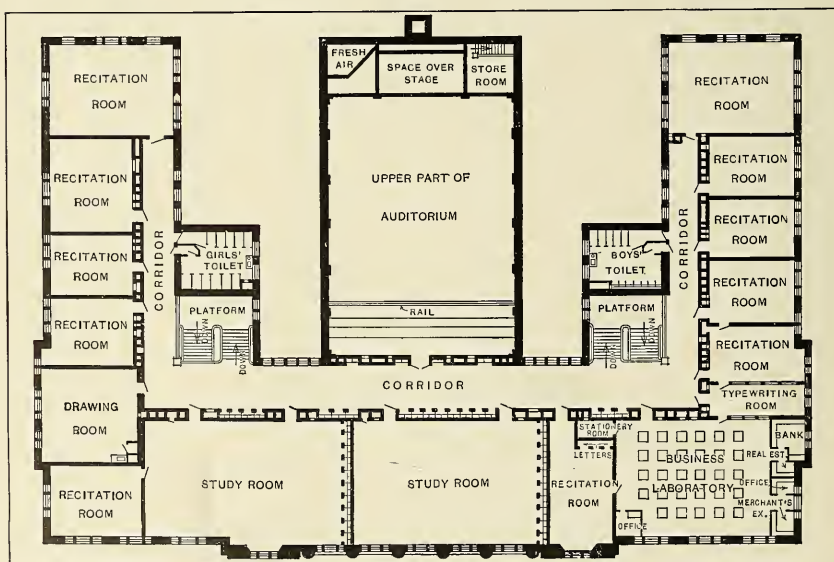 RECITATION
ROOM
FRESH
AIR
SPACE OVER
STAGE
STORE
ROOM
RECITATION
ROOM
RECITATION
ROOM
UPPER PART OF
AUDITORIUM
RECITATION
ROOM
RECITATION
ROOM
CORRIDOR
GIRLS'
TOILET
BOYS'
TOILET
CORRIDOR
RECITATION
ROOM
RECITATION
ROOM
RECITATION
ROOM
PLATFORM
DOWN
DOWN
RAIL
PLATFORM
DOWN
DOWN
RECITATION
ROOM
CORRIDOR
DRAWING
ROOM
TYPEWRITING
ROOM
STATIONERY
ROOM
LETTERS
BANK
REAL EST.
RECITATION
ROOM
STUDY ROOM
STUDY ROOM
RECITATION
ROOM
OFFICE
BUSINESS
LABORATORY
OFFICE
MERCHANT'S
EX.